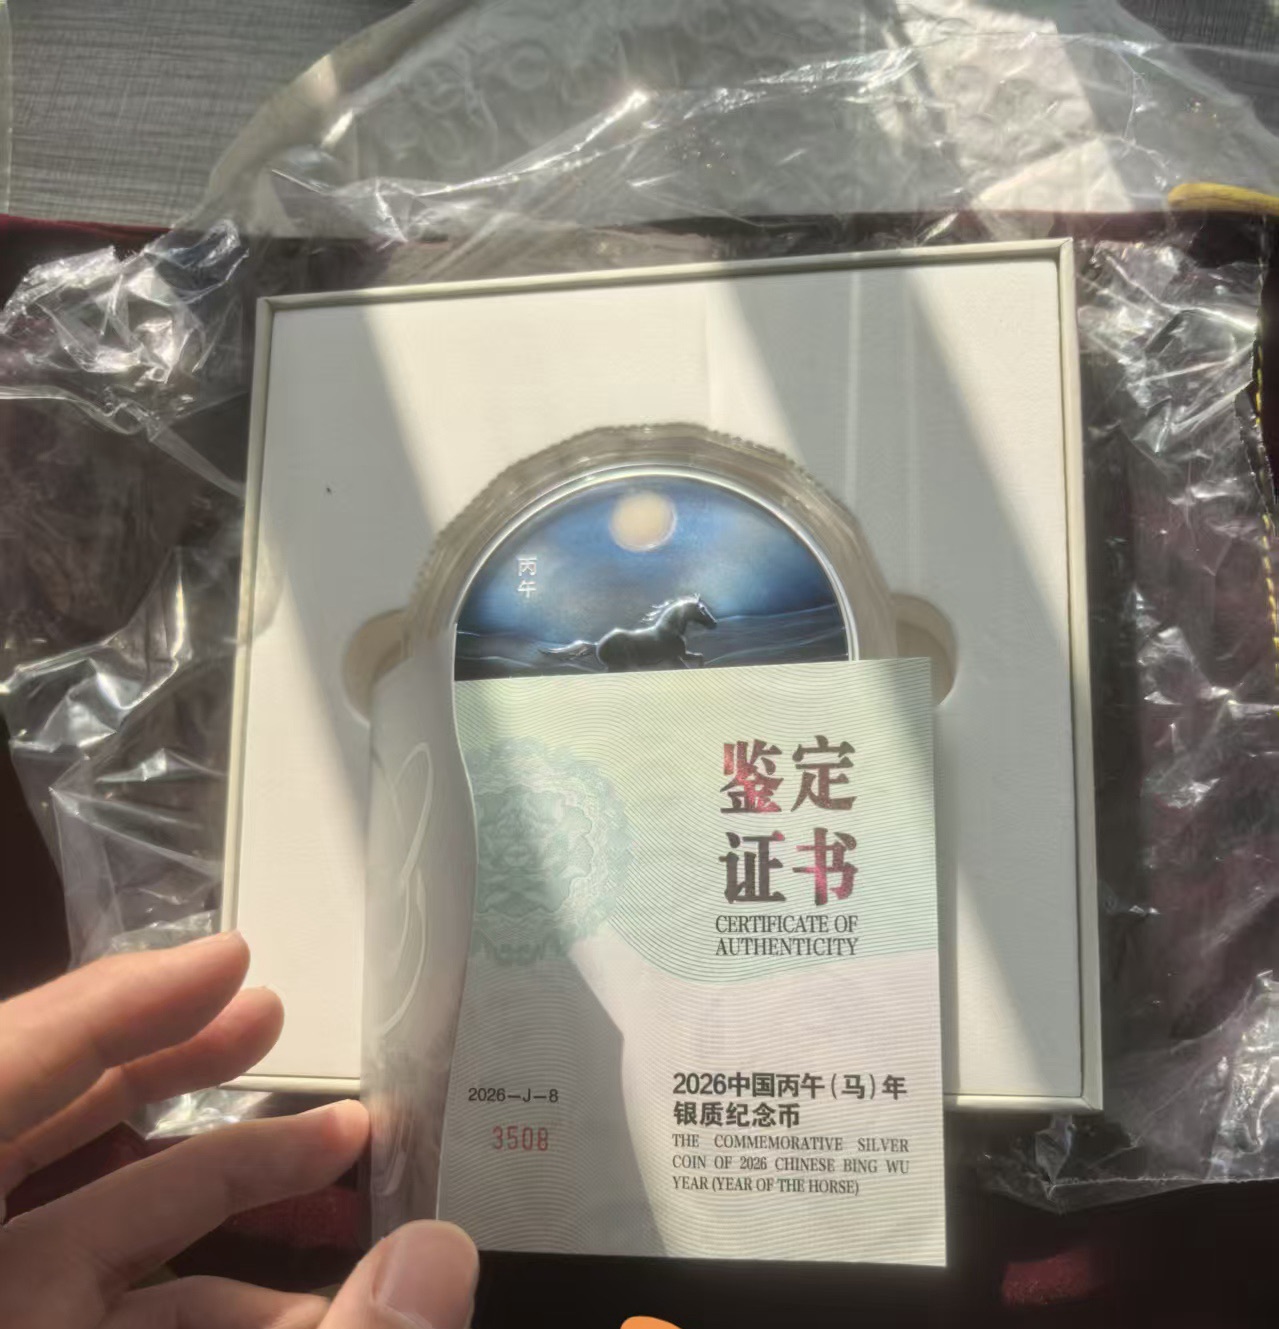 丙
午
鉴定
证书
CERTIFICATE OF
AUTHENTICITY
2026—J—8
3508
2026中国丙午(马)年
银质纪念币
THE COMMEMORATIVE SILVER
COIN OF 2026 CHINESE BING WU
YEAR (YEAR OF THE HORSE)